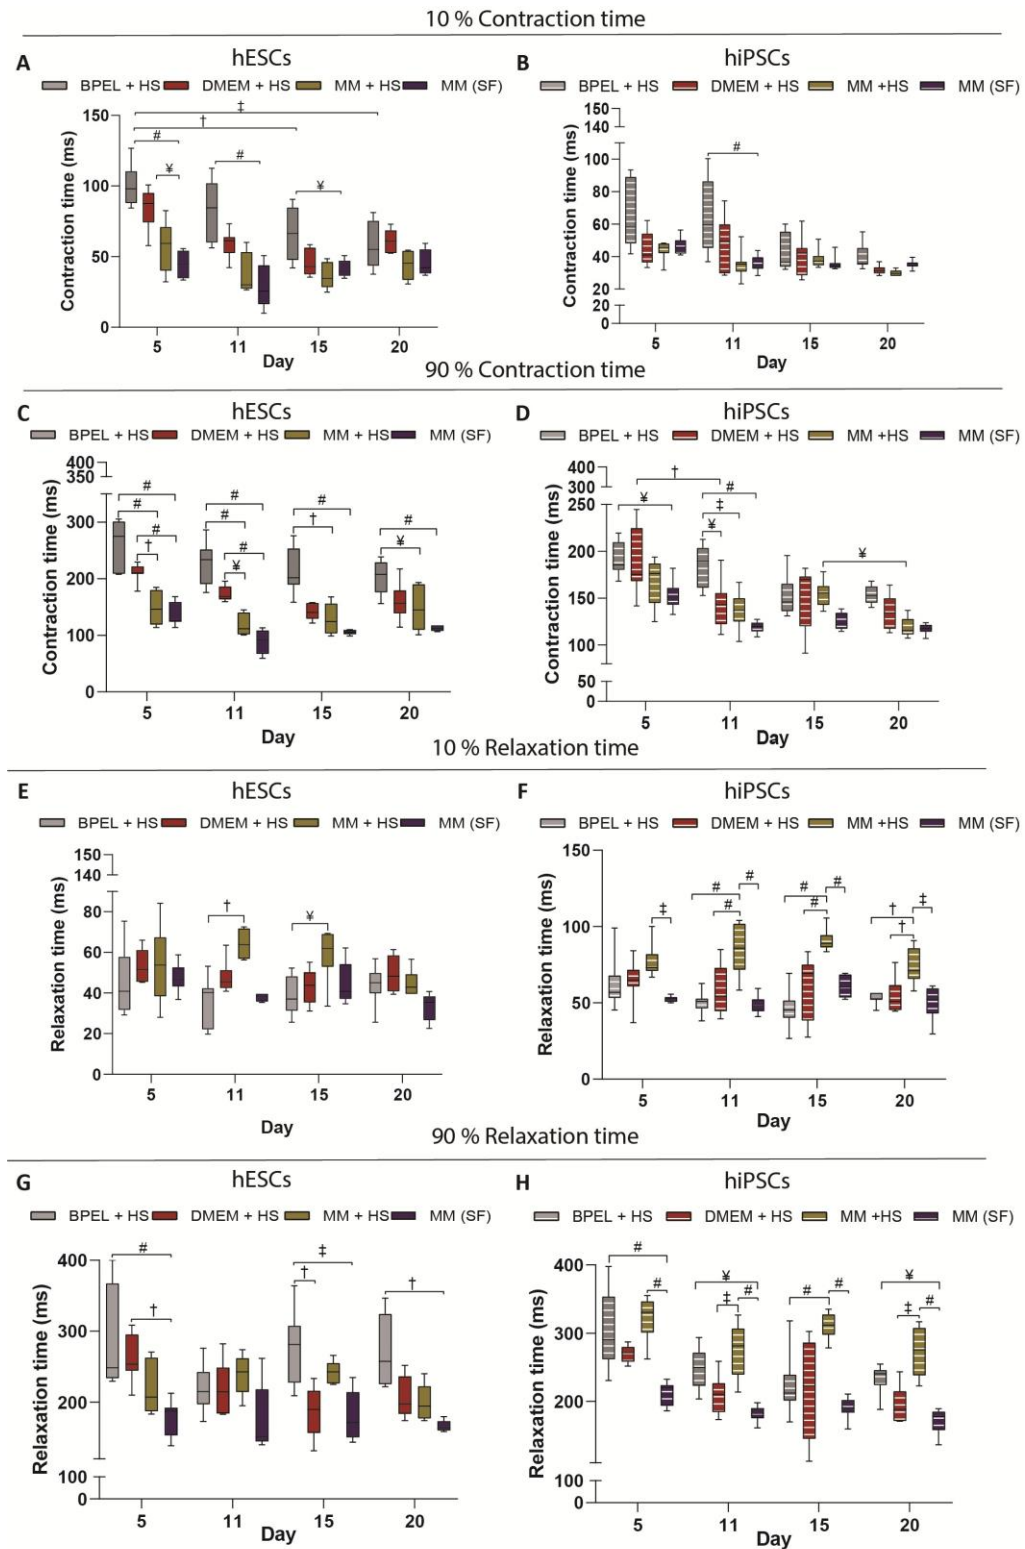 10 % Contraction time
A hESCs
BPEL + HS DMEM + HS MM + HS MM (SF)
Contraction time (ms)
150
100
50
0
‡
†
#
¥
#
¥
5 11 15 20
Day
B hiPSCs
BPEL + HS DMEM + HS MM +HS MM (SF)
Contraction time (ms)
150
140
100
80
60
40
20
20
0
#
5 11 15 20
Day
90 % Contraction time
C hESCs
BPEL + HS DMEM + HS MM + HS MM (SF)
Contraction time (ms)
400
350
300
200
100
0
#
#
#
†
#
#
#
¥
#
†
#
¥
5 11 15 20
Day
D hiPSCs
BPEL + HS DMEM + HS MM +HS MM (SF)
Contraction time (ms)
400
300
250
200
150
100
50
0
†
¥
#
‡
¥
¥
5 11 15 20
Day
10 % Relaxation time
E hESCs
BPEL + HS DMEM + HS MM + HS MM (SF)
Relaxation time (ms)
150
140
80
60
40
20
0
†
¥
5 11 15 20
Day
F hiPSCs
BPEL + HS DMEM + HS MM +HS MM (SF)
Relaxation time (ms)
150
100
50
0
‡
#
#
#
#
#
#
†
‡
†
5 11 15 20
Day
90 % Relaxation time
G hESCs
BPEL + HS DMEM + HS MM + HS MM (SF)
Relaxation time (ms)
400
300
200
100
0
#
†
‡
†
†
5 11 15 20
Day
H hiPSCs
BPEL + HS DMEM + HS MM +HS MM (SF)
Relaxation time (ms)
400
300
200
100
0
#
#
¥
‡
#
#
#
¥
‡
#
5 11 15 20
Day